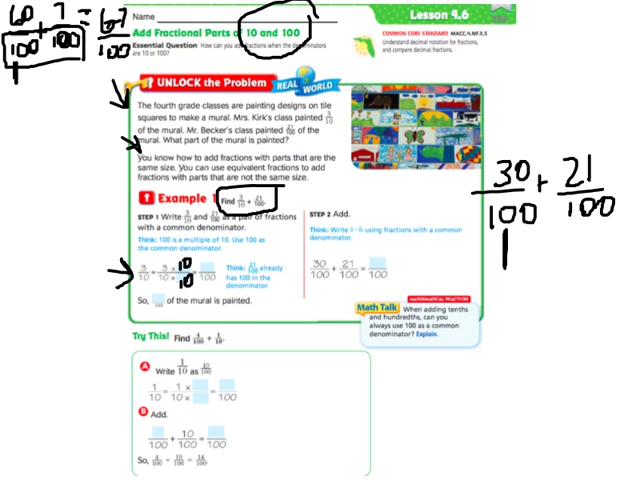 60/100 + 7/100 = 67/100
Name
Lesson 9.6
Add Fractional Parts of 10 and 100
Essential Question How can you add fractions when the denominators
are 10 or 100?
COMMON CORE STANDARD MACC.4.NF.3.5
Understand decimal notation for fractions,
and compare decimal fractions.
UNLOCK the Problem REAL WORLD
The fourth grade classes are painting designs on tile
squares to make a mural. Mrs. Kirk's class painted 3/10
of the mural. Mr. Becker's class painted 21/100 of the
mural. What part of the mural is painted?
You know how to add fractions with parts that are the
same size. You can use equivalent fractions to add
fractions with parts that are not the same size.
Example 1 Find 3/10 + 21/100.
STEP 1 Write 3/10 and 21/100 as a pair of fractions
with a common denominator.
Think: 100 is a multiple of 10. Use 100 as
the common denominator.
3/10 = 3 × 10/10 × 10 = /100
Think: 21/100 already
has 100 in the
denominator.
So, /100 of the mural is painted.
STEP 2 Add.
Think: Write using fractions with a common
denominator.
30/100 + 21/100 = /100
30/100 + 21/100
MATHEMATICAL PRACTICES
Math Talk When adding tenths
and hundredths, can you
always use 100 as a common
denominator? Explain.
Try This! Find 4/100 + 1/10.
A Write 1/10 as 10/100
1/10 = 1 × /10 × = /100
B Add.
/100 + 10/100 = /100
So, 4/100 + 10/100 = 14/100.